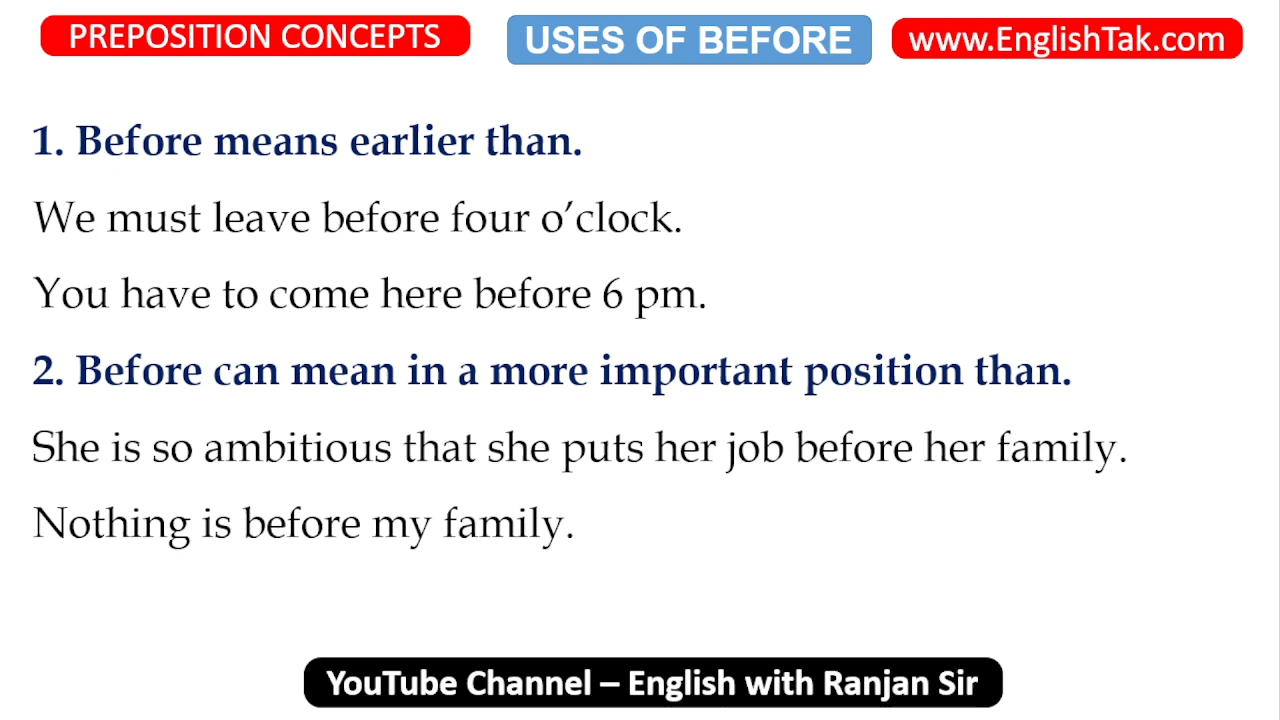 PREPOSITION CONCEPTS
USES OF BEFORE
www.EnglishTak.com
1. Before means earlier than.
We must leave before four o’clock.
You have to come here before 6 pm.
2. Before can mean in a more important position than.
She is so ambitious that she puts her job before her family.
Nothing is before my family.
YouTube Channel – English with Ranjan Sir